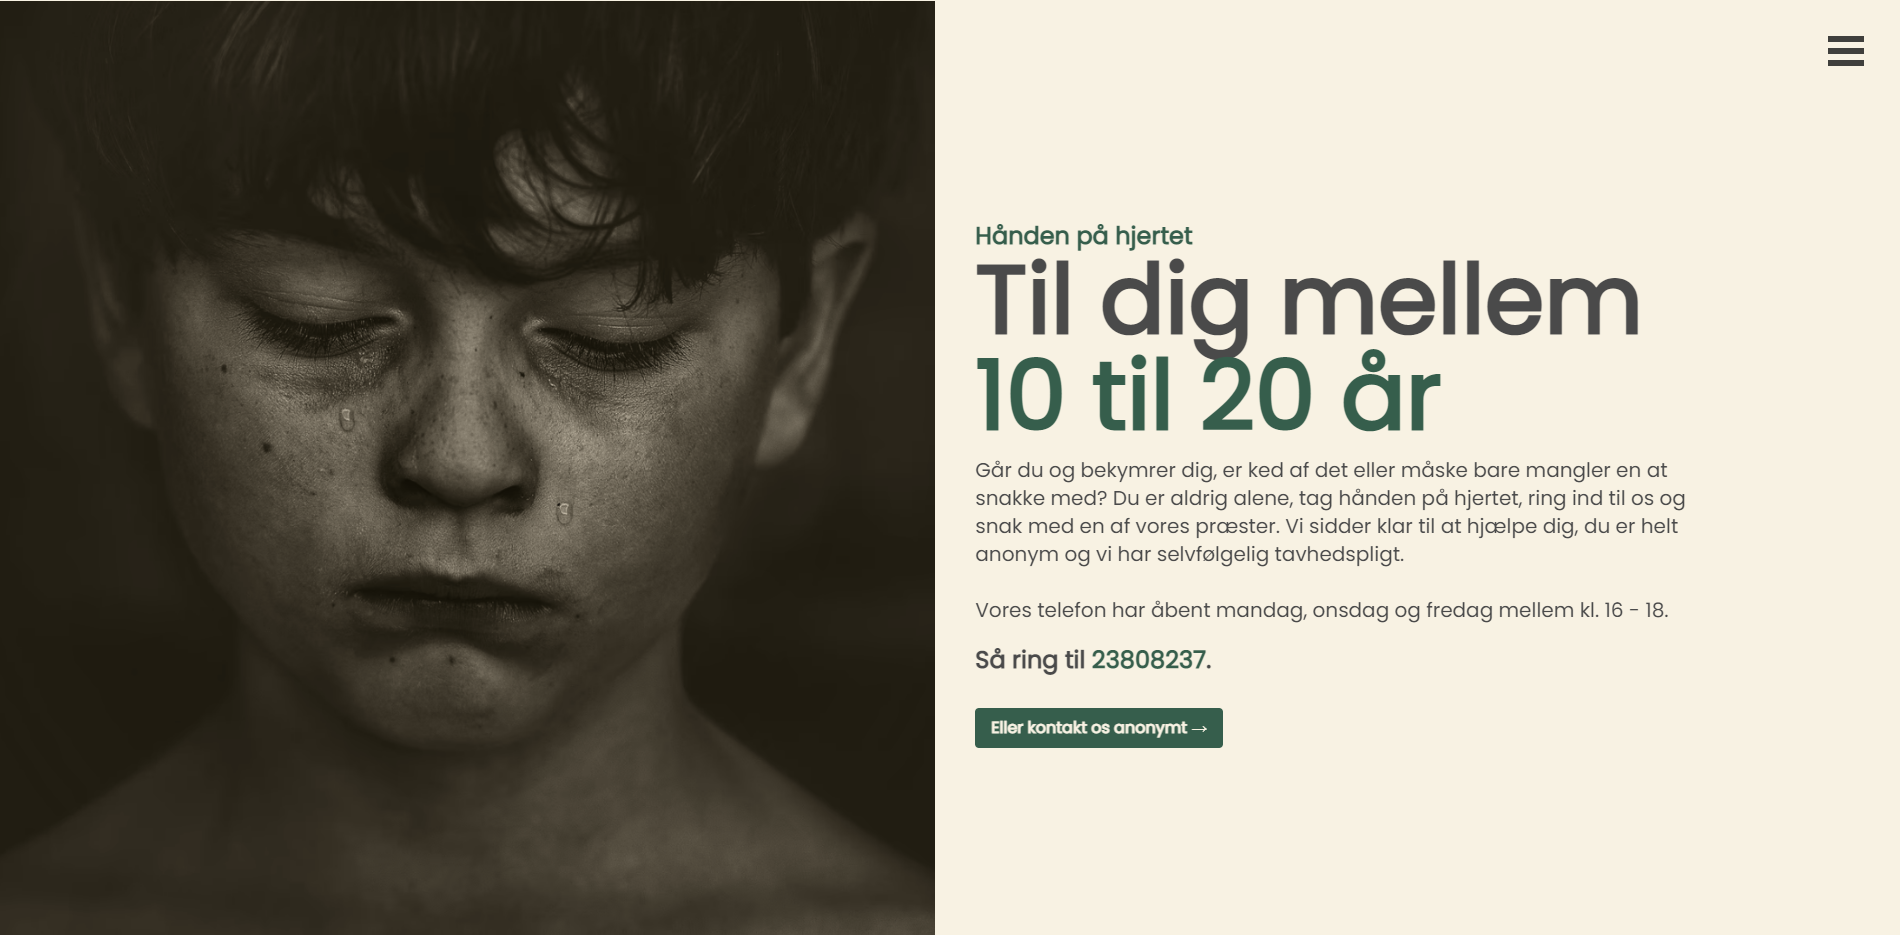 Hånden på hjertet
Til dig mellem
10 til 20 år
Går du og bekymrer dig, er ked af det eller måske bare mangler en at
snakke med? Du er aldrig alene, tag hånden på hjertet, ring ind til os og
snak med en af vores præster. Vi sidder klar til at hjælpe dig, du er helt
anonym og vi har selvfølgelig tavhedspligt.
Vores telefon har åbent mandag, onsdag og fredag mellem kl. 16 - 18.
Så ring til 23808237.
Eller kontakt os anonymt →